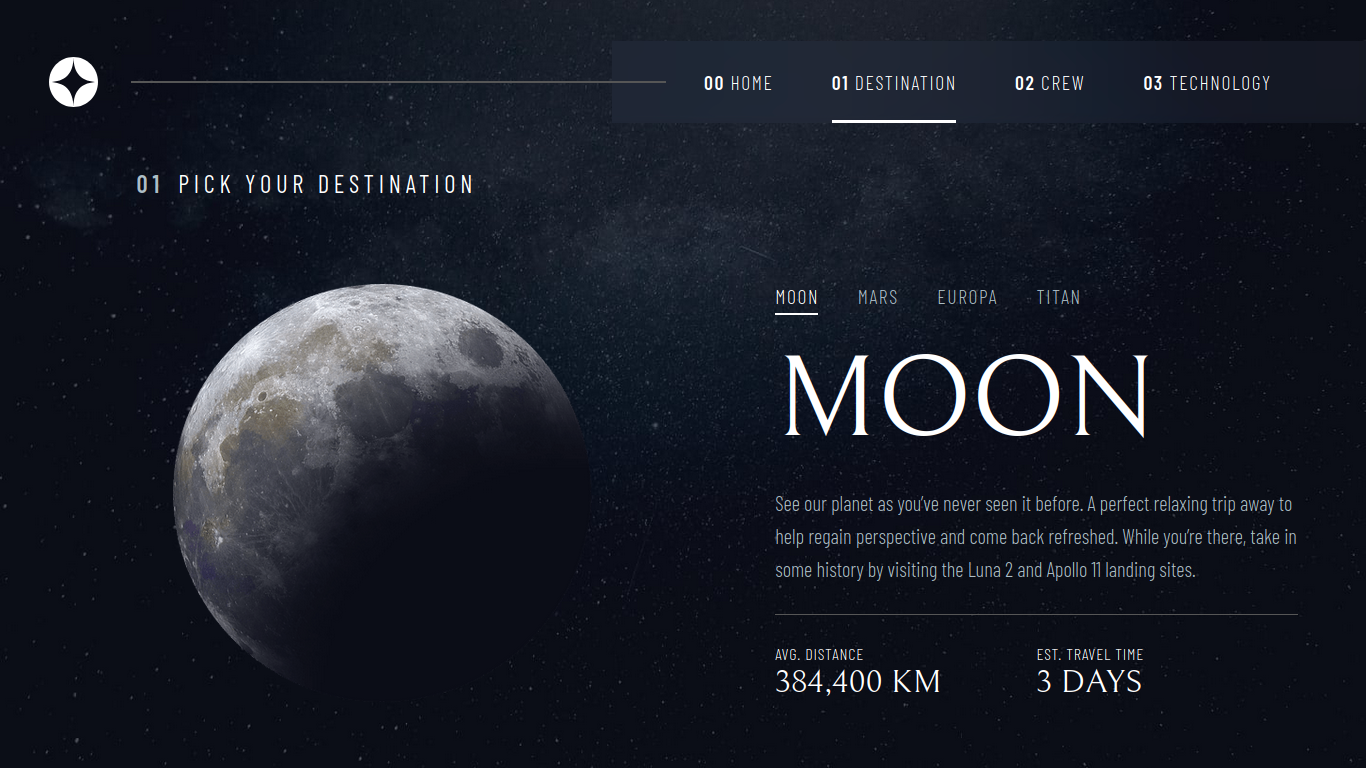 00 HOME 01 DESTINATION 02 CREW 03 TECHNOLOGY
01 PICK YOUR DESTINATION
MOON MARS EUROPA TITAN
MOON
See our planet as you’ve never seen it before. A perfect relaxing trip away to
help regain perspective and come back refreshed. While you’re there, take in
some history by visiting the Luna 2 and Apollo 11 landing sites.
AVG. DISTANCE
384,400 KM
EST. TRAVEL TIME
3 DAYS